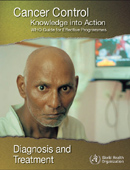 Cancer Control
Knowledge into Action
WHO Guide for Effective Programmes
Diagnosis and
Treatment
World Health
Organization